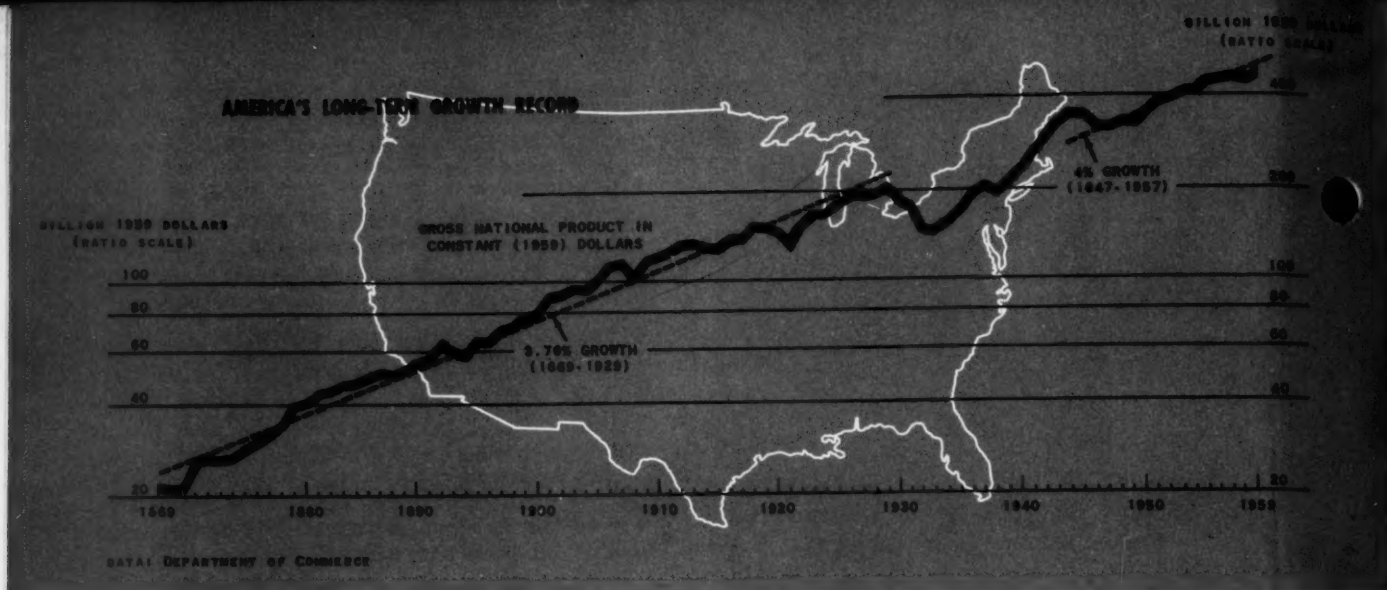 BILLION 1959 DOLLARS
(RATIO SCALE)
AMERICA'S LONG-TERM GROWTH RECORD
400
4% GROWTH
(1947-1957)
200
BILLION 1959 DOLLARS
(RATIO SCALE)
GROSS NATIONAL PRODUCT IN
CONSTANT (1959) DOLLARS
100 100
80 80
60 60
3.70% GROWTH
(1869-1929)
40 40
20 20
1869 1880 1890 1900 1910 1920 1930 1940 1950 1959
DATA: DEPARTMENT OF COMMERCE